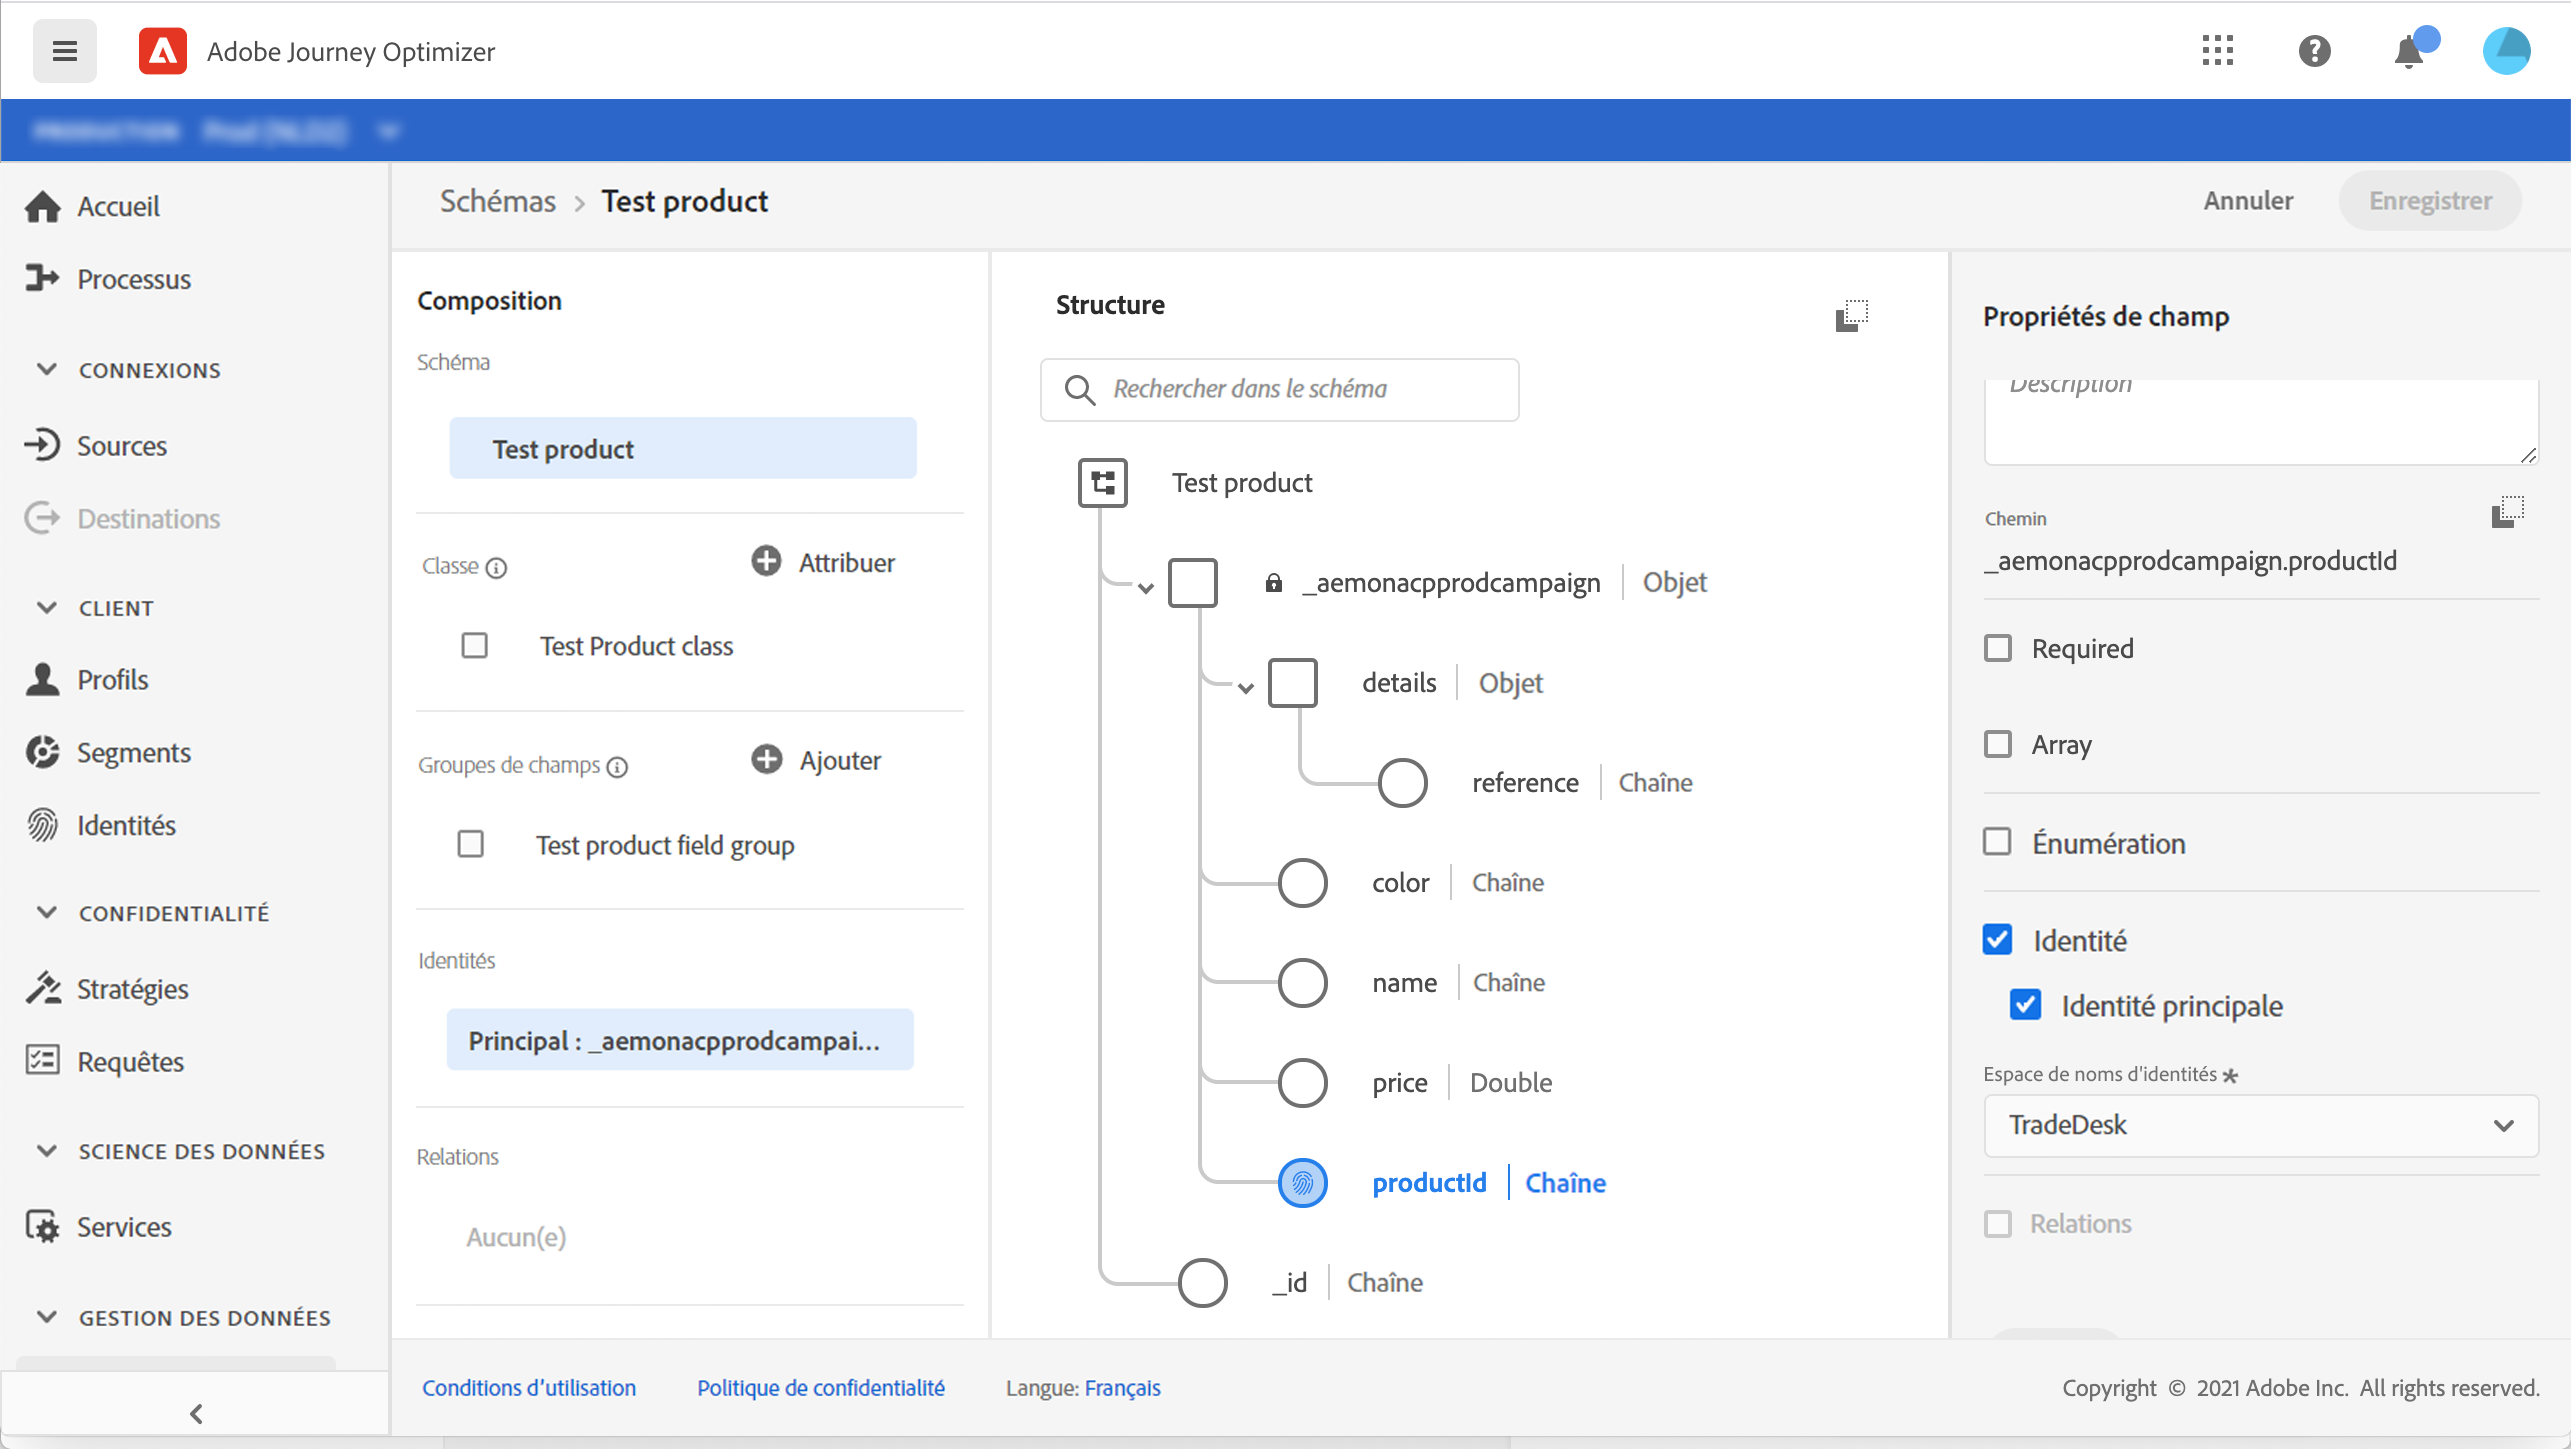 Adobe Journey Optimizer
Accueil
Processus
CONNEXIONS
Sources
Destinations
CLIENT
Profils
Segments
Identités
CONFIDENTIALITÉ
Stratégies
Requêtes
SCIENCE DES DONNÉES
Services
GESTION DES DONNÉES
Schémas > Test product
Annuler
Enregistrer
Composition
Schéma
Test product
Classe
Attribuer
Test Product class
Groupes de champs
Ajouter
Test product field group
Identités
Principal : _aemonacpprodcampai...
Relations
Aucun(e)
Structure
Rechercher dans le schéma
Test product
_aemonacpprodcampaign | Objet
details | Objet
reference | Chaîne
color | Chaîne
name | Chaîne
price | Double
productId | Chaîne
_id | Chaîne
Propriétés de champ
Description
Chemin
_aemonacpprodcampaign.productId
Required
Array
Énumération
Identité
Identité principale
Espace de noms d'identités *
TradeDesk
Relations
Conditions d’utilisation
Politique de confidentialité
Langue: Français
Copyright © 2021 Adobe Inc. All rights reserved.